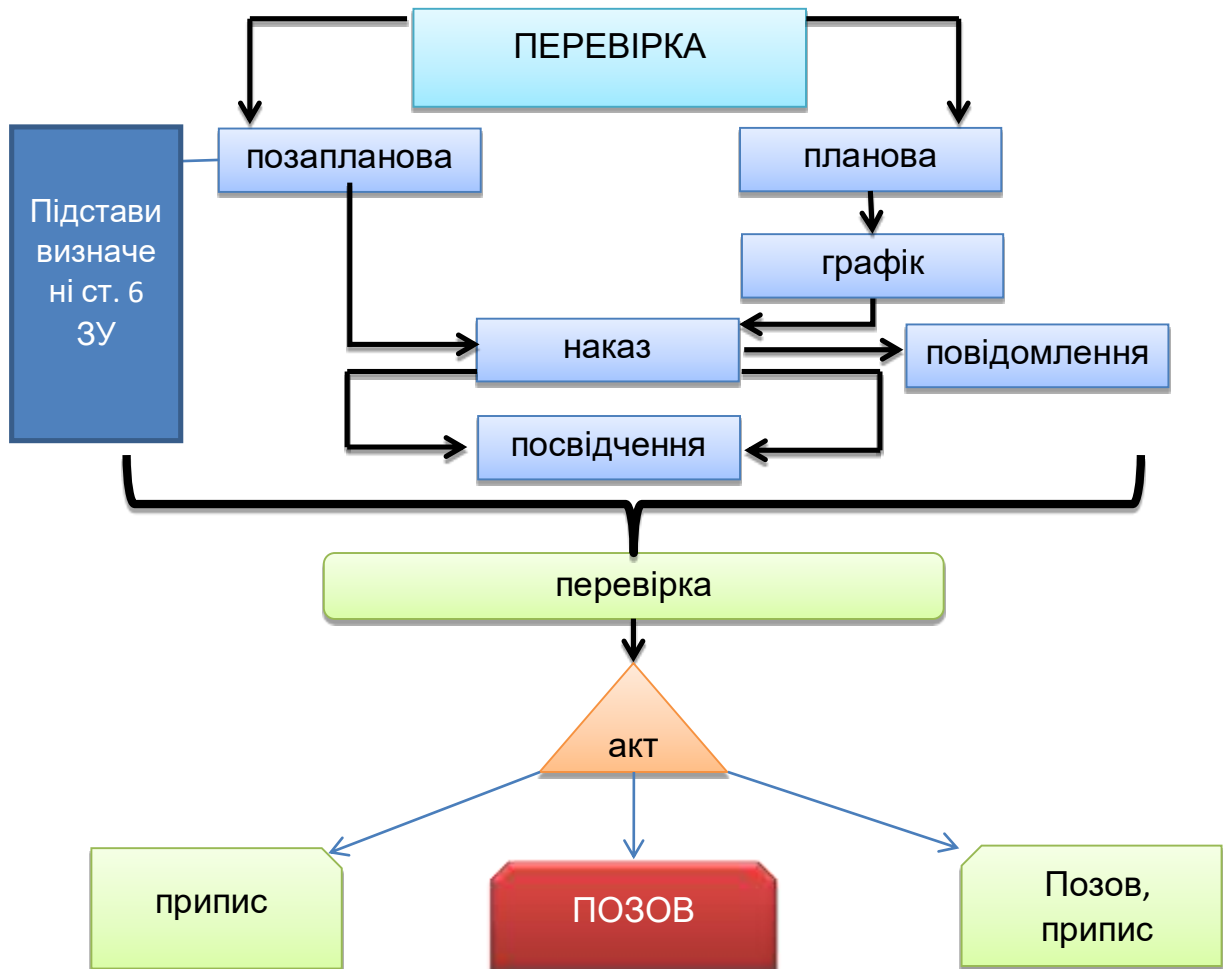 ПЕРЕВІРКА
позапланова
планова
Підстави
визначе
ні ст. 6
ЗУ
графік
наказ
повідомлення
посвідчення
перевірка
акт
припис
ПОЗОВ
Позов,
припис